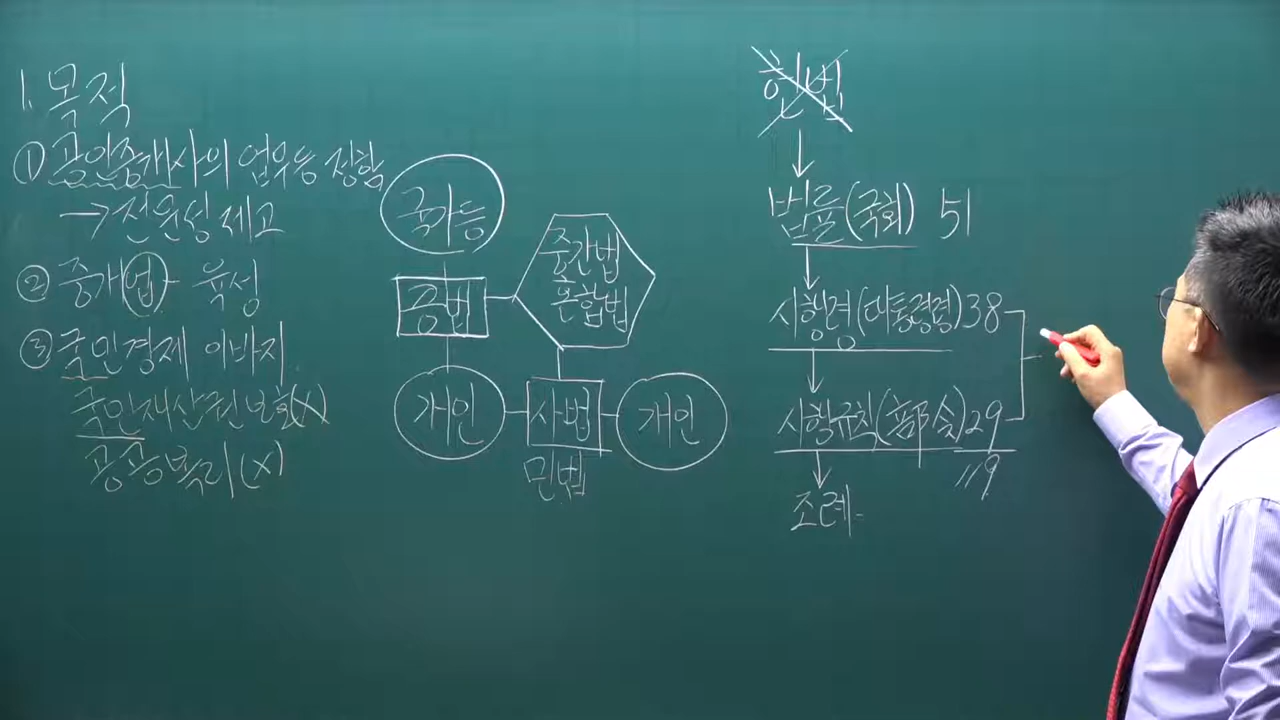 1. 목적
① 공인중개사의 업무등 정함
→ 전문성 제고
② 중개법 - 육성
③ 국민경제 이바지
국민재산권 보호(X)
공공복리(X)
국가등
공법
중간법
혼합법
개인
사법
개인
민법
헌법
↓
법률(국회) 51
↓
시행령(대통령령) 38
↓
시행규칙(部令) 29
119
↓
조례